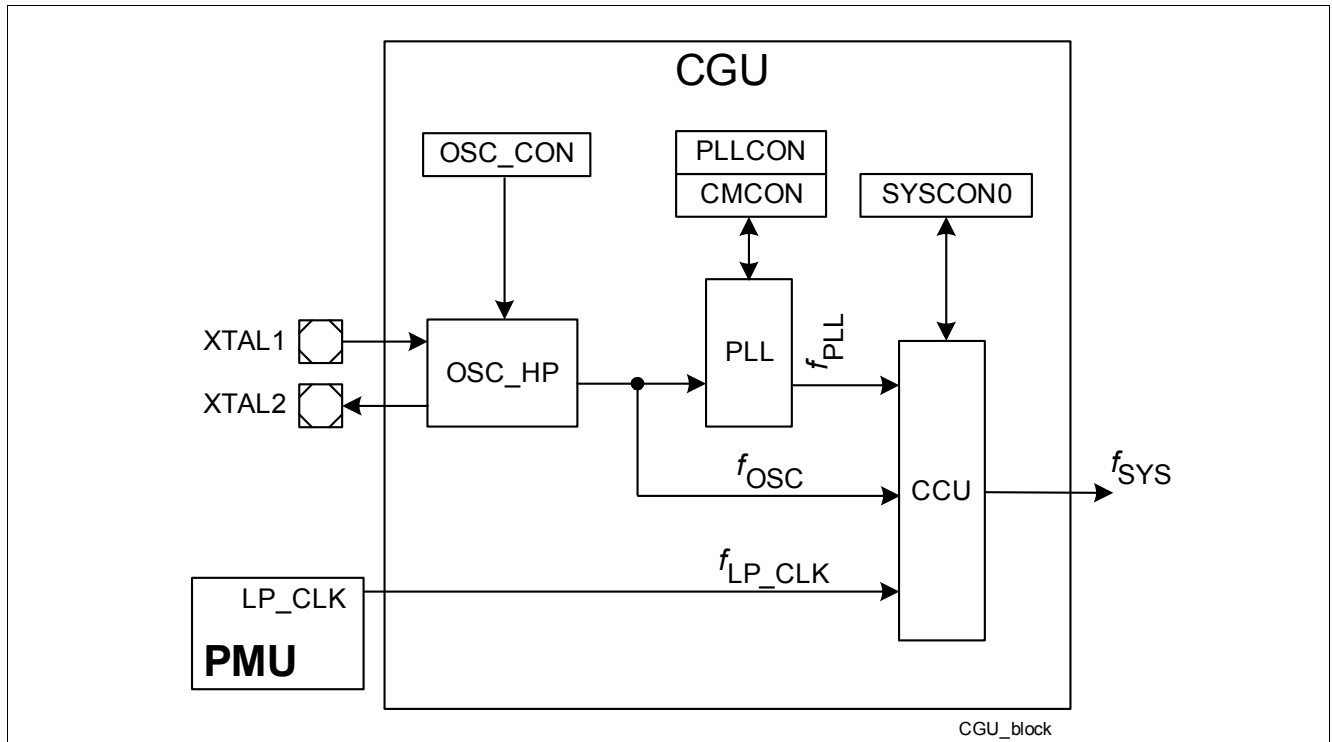 CGU
OSC_CON
PLLCON
CMCON
SYSCON0
XTAL1
XTAL2
OSC_HP
PLL
fPLL
fOSC
CCU
fSYS
fLP_CLK
LP_CLK
PMU
CGU_block